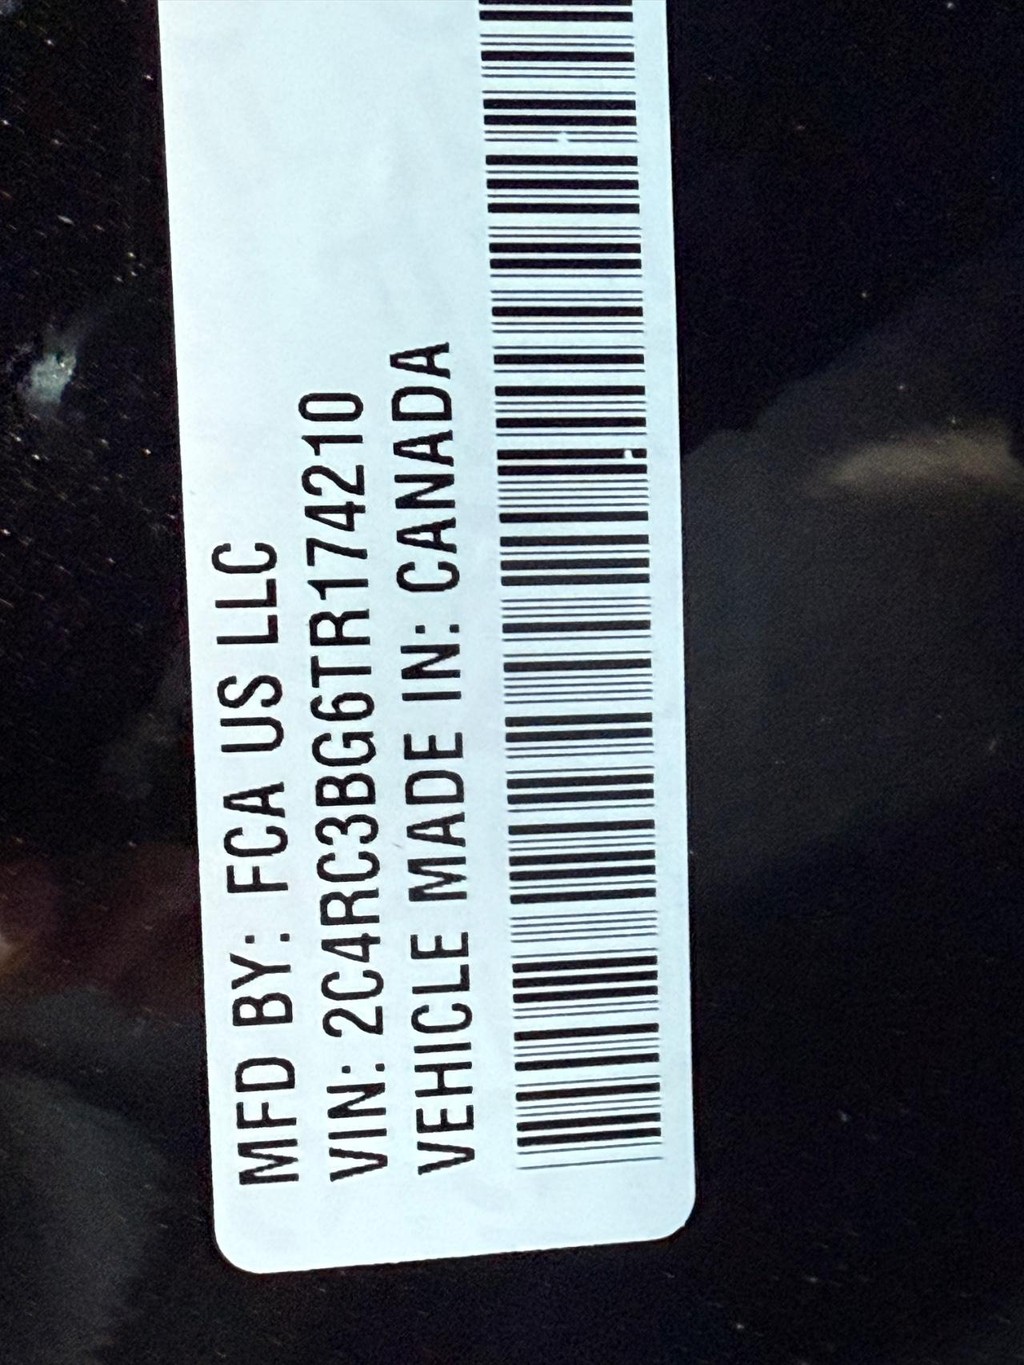 MFD BY: FCA US LLC
VIN: 2C4RC3BG6TR174210
VEHICLE MADE IN: CANADA